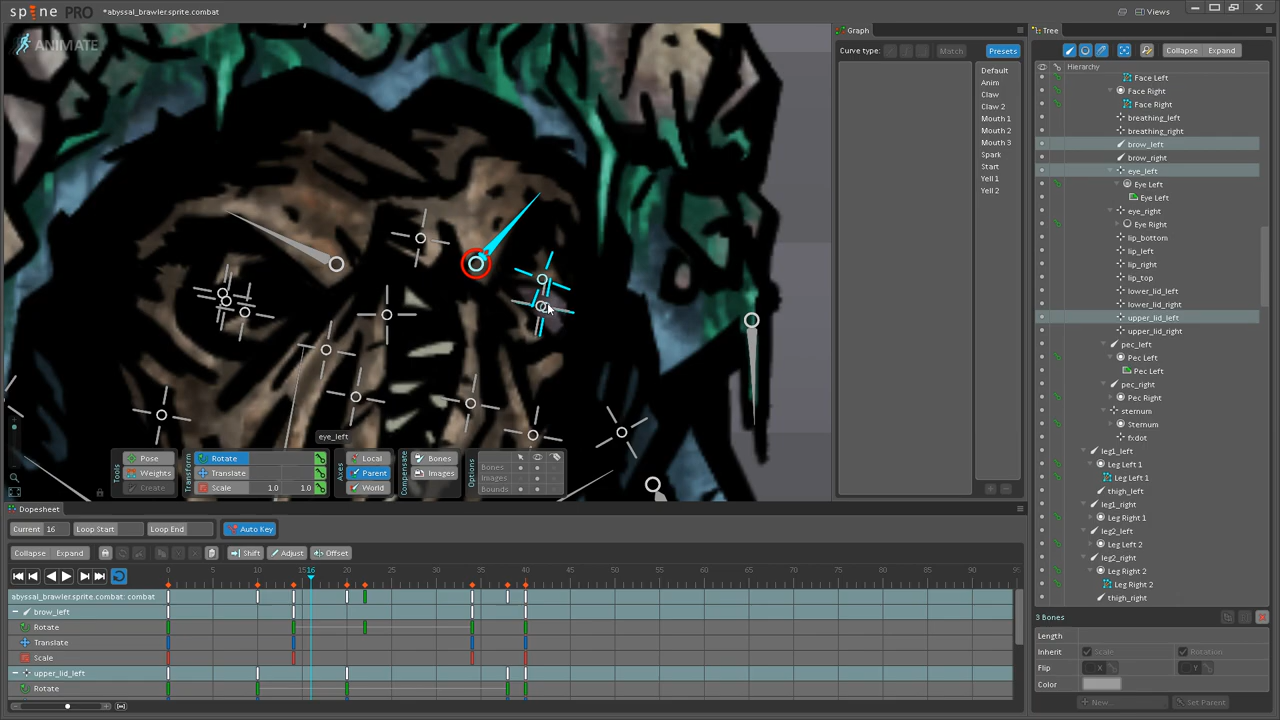 spine PRO *abyssal_brawler.sprite.combat Views
ANIMATE
Graph
Curve type: Match Presets
Default
Anim
Claw
Claw 2
Mouth 1
Mouth 2
Mouth 3
Spark
Start
Yell 1
Yell 2
Tree
Collapse Expand
Hierarchy
Face Left
Face Right
Face Right
breathing_left
breathing_right
brow_left
brow_right
eye_left
Eye Left
Eye Left
eye_right
Eye Right
lip_bottom
lip_left
lip_right
lip_top
lower_lid_left
lower_lid_right
upper_lid_left
upper_lid_right
pec_left
Pec Left
Pec Left
pec_right
Pec Right
sternum
Sternum
fxdot
leg1_left
Leg Left 1
Leg Left 1
thigh_left
leg1_right
Leg Right 1
leg2_left
Leg Left 2
leg2_right
Leg Right 2
Leg Right 2
thigh_right
3 Bones
Length
Inherit Scale Rotation
Flip X Y
Color
New... Set Parent
eye_left
Tools
Pose
Weights
Create
Transform
Rotate
Translate
Scale 1.0 1.0
Axes
Local
Parent
World
Compensate
Bones
Images
Options
Bones
Images
Bounds
Dopesheet
Current 16 Loop Start Loop End Auto Key
Collapse Expand Shift Adjust Offset
0 5 10 16 20 25 30 35 40 45 50 55 60 65 70 75 80 85 90 95
abyssal_brawler.sprite.combat: combat
brow_left
Rotate
Translate
Scale
upper_lid_left
Rotate